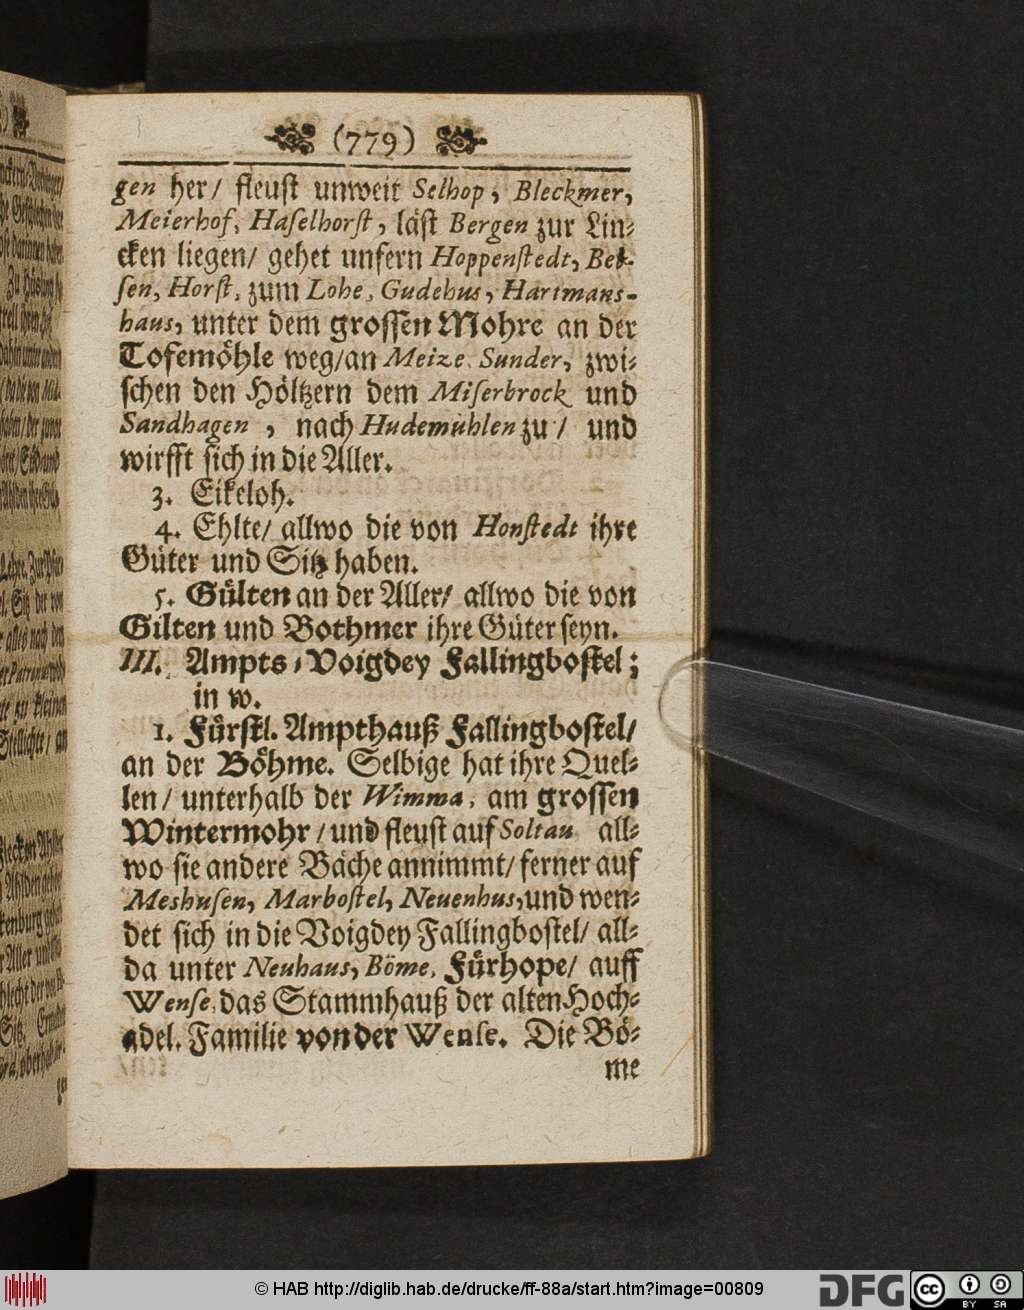 (779)
gen her/ fleust unweit Selhop, Bleckmer,
Meierhof, Haselhorst, läst Bergen zur Lin-
cken liegen/ gehet unfern Hoppenstedt, Bek-
sen, Horst, zum Lohe, Gudehus, Hartmans-
haus, unter dem grossen Mohre an der
Tofemöhle weg/an Meize, Sunder, zwi-
schen den Höltzern dem Miserbrock und
Sandhagen, nach Hudemühlen zu/ und
wirfft sich in die Aller.
3. Eikeloh.
4. Ehlte/ allwo die von Honstedt ihre
Güter und Sitz haben.
5. Gülten an der Aller/ allwo die von
Gilten und Bothmer ihre Güter seyn.
III. Ampts-Voigdey Fallingbostel;
in w.
1. Fürstl. Ampthauß Fallingbostel/
an der Böhme. Selbige hat ihre Quel-
len/ unterhalb der Wimma, am grossen
Wintermohr/und fleust auf Soltau all-
wo sie andere Bäche annimmt/ ferner auf
Meshusen, Marbostel, Neuenhus,und wen-
det sich in die Voigdey Fallingbostel/ all-
da unter Neuhaus, Böme, Fürhope/ auff
Wense,das Stammhauß der alten Hoch-
adel. Familie von der Wense. Die Bö-
me
© HAB http://diglib.hab.de/drucke/ff-88a/start.htm?image=00809
DFG
cc BY SA